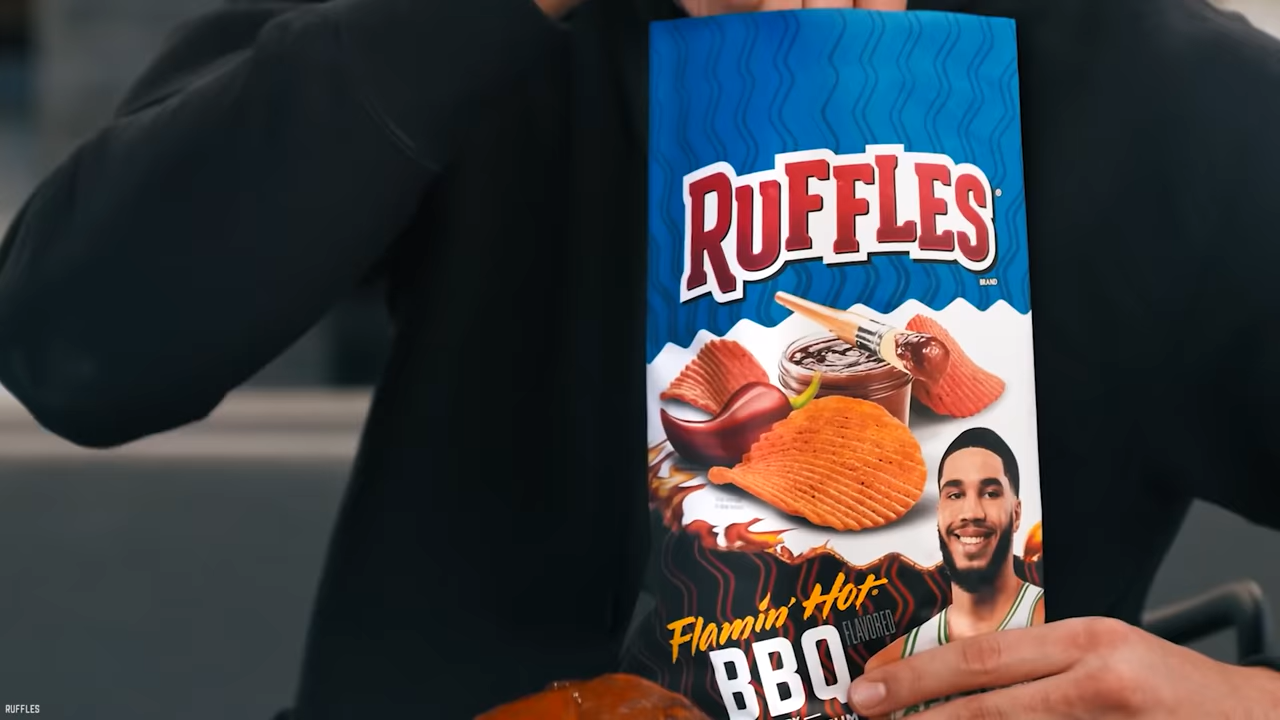 RUFFLES
BRAND
Flamin' Hot
BBQ FLAVORED
RUFFLES